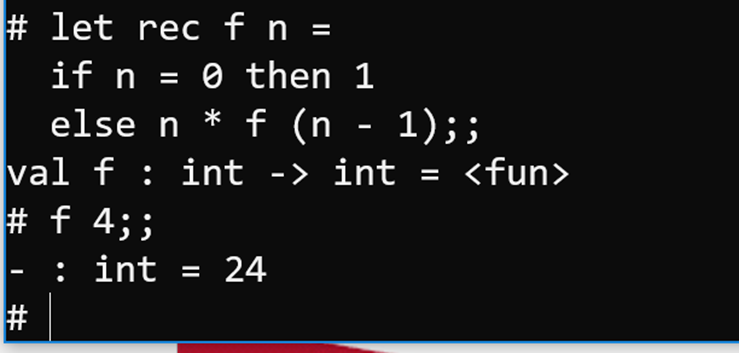 # let rec f n =
  if n = 0 then 1
  else n * f (n - 1);;
val f : int -> int = <fun>
# f 4;;
- : int = 24
#